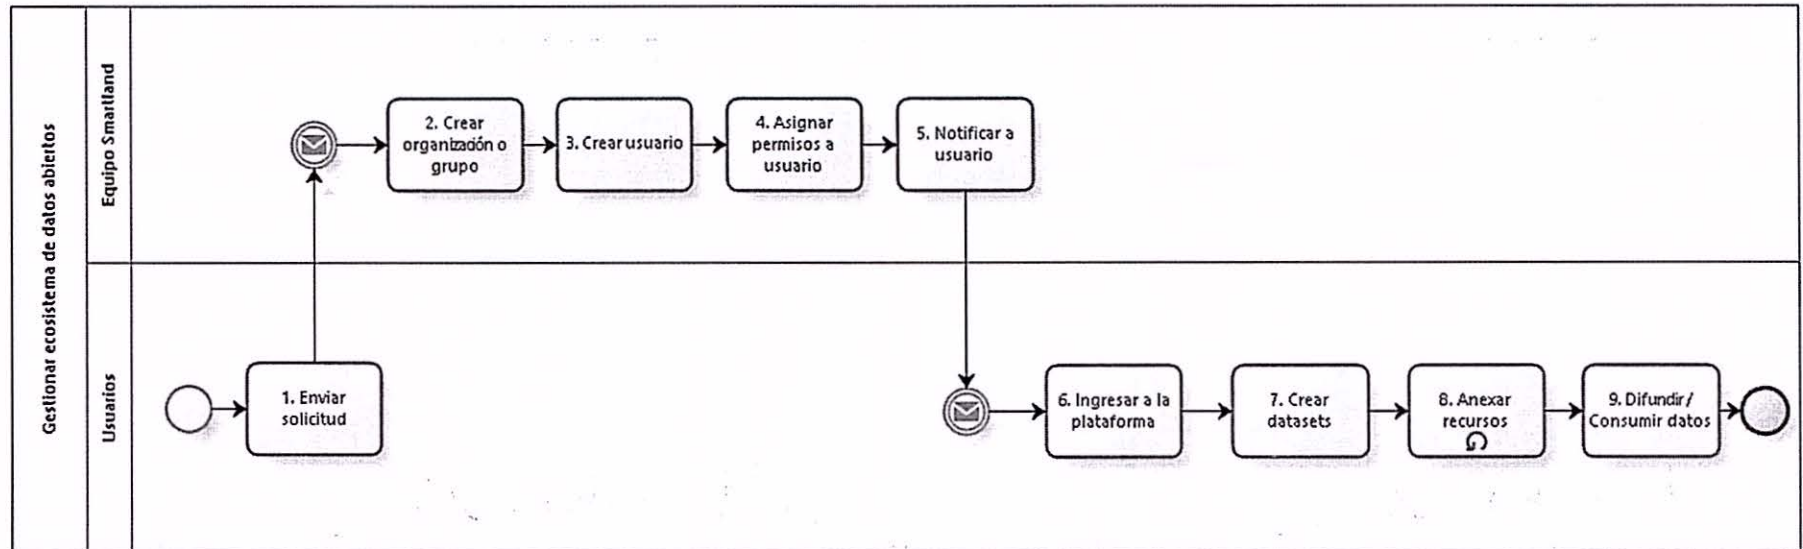 Gestionar ecosistema de datos abiertos
Equipo Smartland
2. Crear
organización o
grupo
3. Crear usuario
4. Asignar
permisos a
usuario
5. Notificar a
usuario
Usuarios
1. Enviar
solicitud
6. Ingresar a la
plataforma
7. Crear
datasets
8. Anexar
recursos
9. Difundir/
Consumir datos